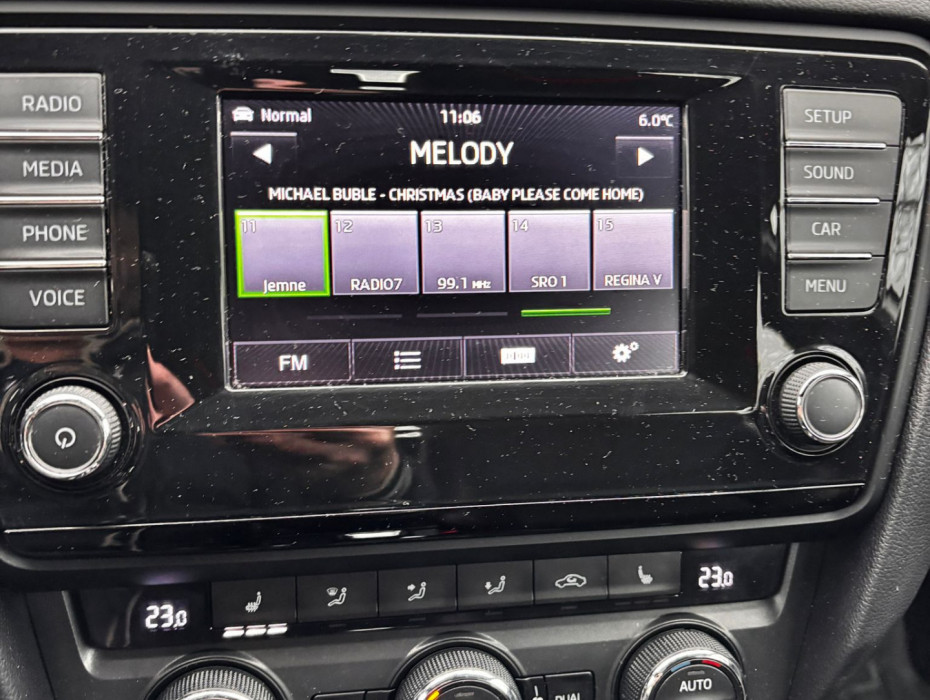 RADIO
MEDIA
PHONE
VOICE
Normal
11:06
6.0°C
MELODY
MICHAEL BUBLE - CHRISTMAS (BABY PLEASE COME HOME)
11
Jemne
12
RADIO7
13
99.1 MHz
14
SRO 1
15
REGINA V
FM
SETUP
SOUND
CAR
MENU
23.0
23.0
AUTO
DUAL